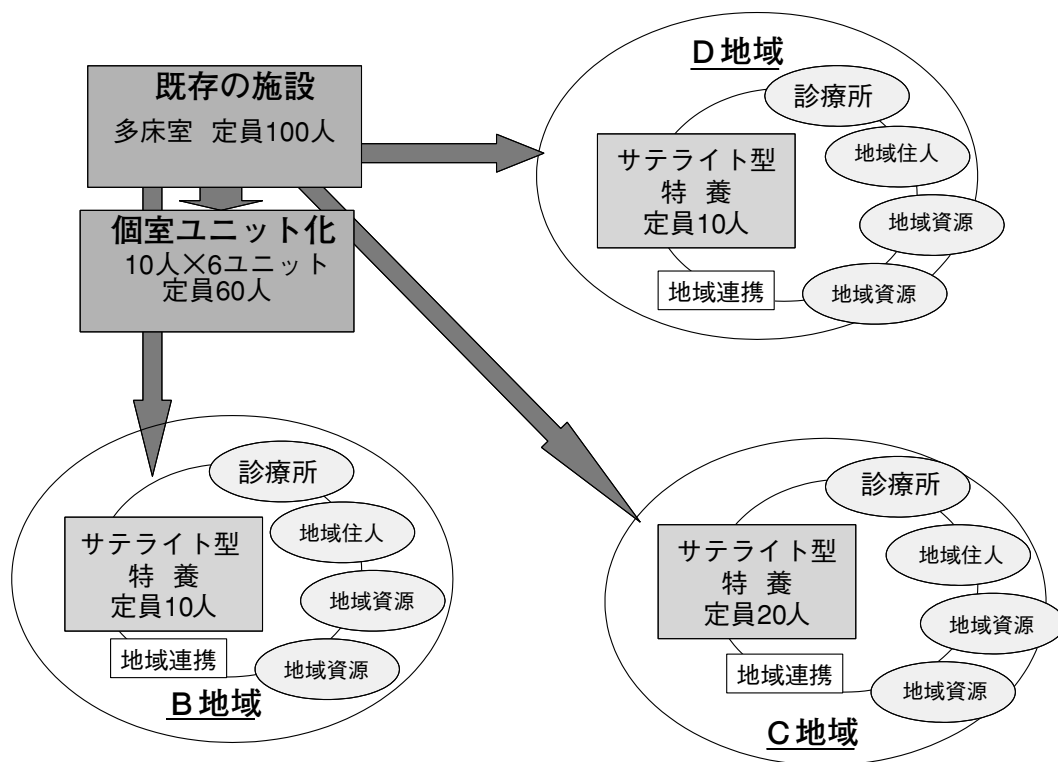 既存の施設
多床室 定員100人
個室ユニット化
10人×6ユニット
定員60人
D地域
診療所
地域住人
サテライト型
特 養
定員10人
地域資源
地域連携
地域資源
診療所
地域住人
サテライト型
特 養
定員10人
地域資源
地域連携
地域資源
B地域
診療所
地域住人
サテライト型
特 養
定員20人
地域資源
地域連携
地域資源
C地域